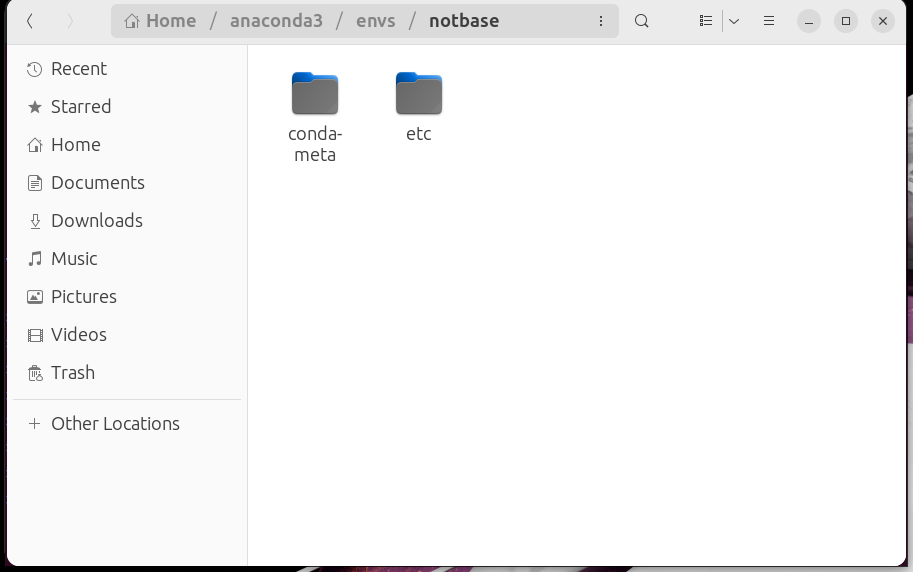 Home / anaconda3 / envs / notbase
Recent
Starred
Home
Documents
Downloads
Music
Pictures
Videos
Trash
Other Locations
conda-
meta
etc